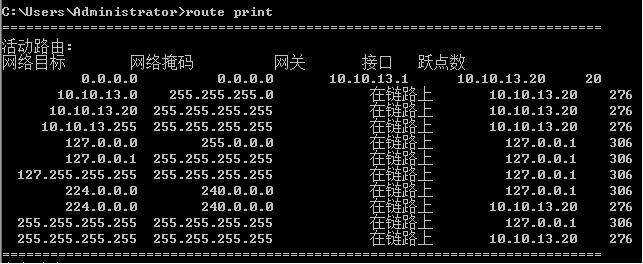 C:\Users\Administrator>route print
===========================================================================
活动路由:
网络目标 网络掩码 网关 接口 跃点数
0.0.0.0 0.0.0.0 10.10.13.1 10.10.13.20 20
10.10.13.0 255.255.255.0 在链路上 10.10.13.20 276
10.10.13.20 255.255.255.255 在链路上 10.10.13.20 276
10.10.13.255 255.255.255.255 在链路上 10.10.13.20 276
127.0.0.0 255.0.0.0 在链路上 127.0.0.1 306
127.0.0.1 255.255.255.255 在链路上 127.0.0.1 306
127.255.255.255 255.255.255.255 在链路上 127.0.0.1 306
224.0.0.0 240.0.0.0 在链路上 127.0.0.1 306
224.0.0.0 240.0.0.0 在链路上 10.10.13.20 276
255.255.255.255 255.255.255.255 在链路上 127.0.0.1 306
255.255.255.255 255.255.255.255 在链路上 10.10.13.20 276
===========================================================================